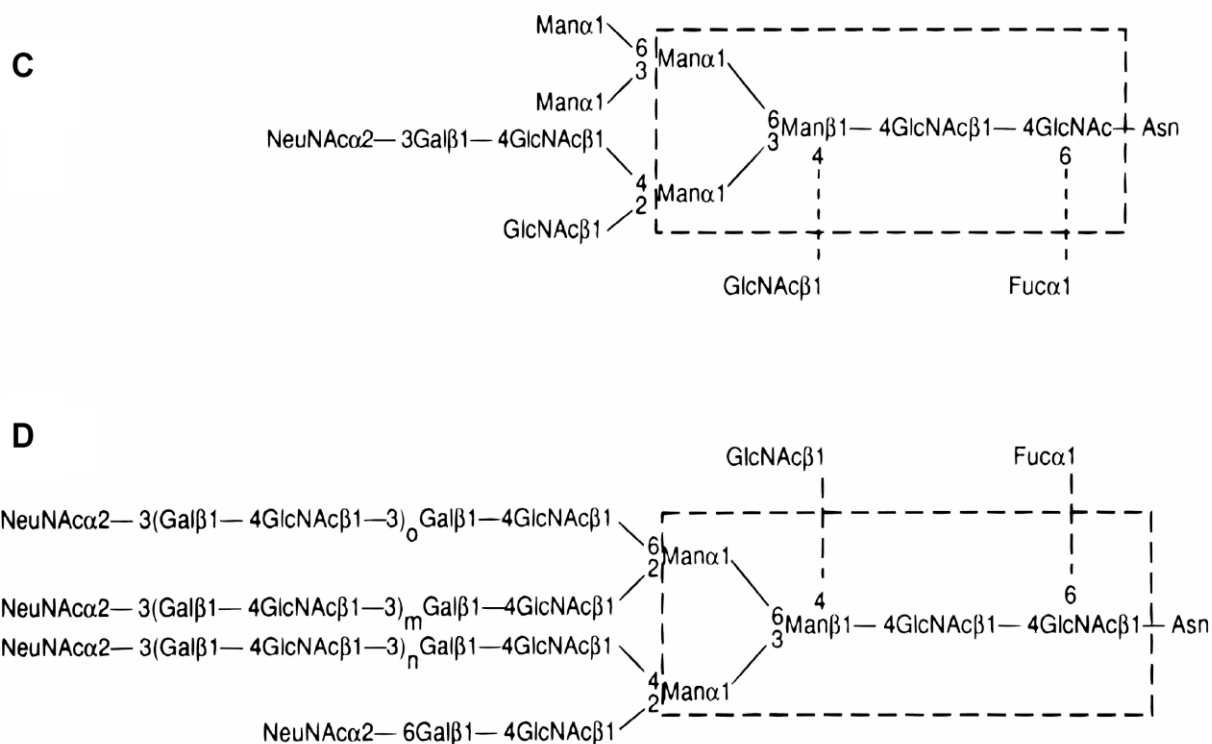 C
Manα1
6
3
Manα1
Manα1
NeuNAcα2— 3Galβ1— 4GlcNAcβ1
6
3
Manβ1— 4GlcNAcβ1— 4GlcNAc
Asn
4
6
4
2
Manα1
GlcNAcβ1
GlcNAcβ1
Fucα1
D
GlcNAcβ1
Fucα1
NeuNAcα2— 3(Galβ1— 4GlcNAcβ1—3)oGalβ1—4GlcNAcβ1
6
2
Manα1
4
6
NeuNAcα2— 3(Galβ1— 4GlcNAcβ1—3)mGalβ1—4GlcNAcβ1
6
3
Manβ1— 4GlcNAcβ1— 4GlcNAcβ1
Asn
NeuNAcα2— 3(Galβ1— 4GlcNAcβ1—3)nGalβ1—4GlcNAcβ1
4
2
Manα1
NeuNAcα2— 6Galβ1— 4GlcNAcβ1